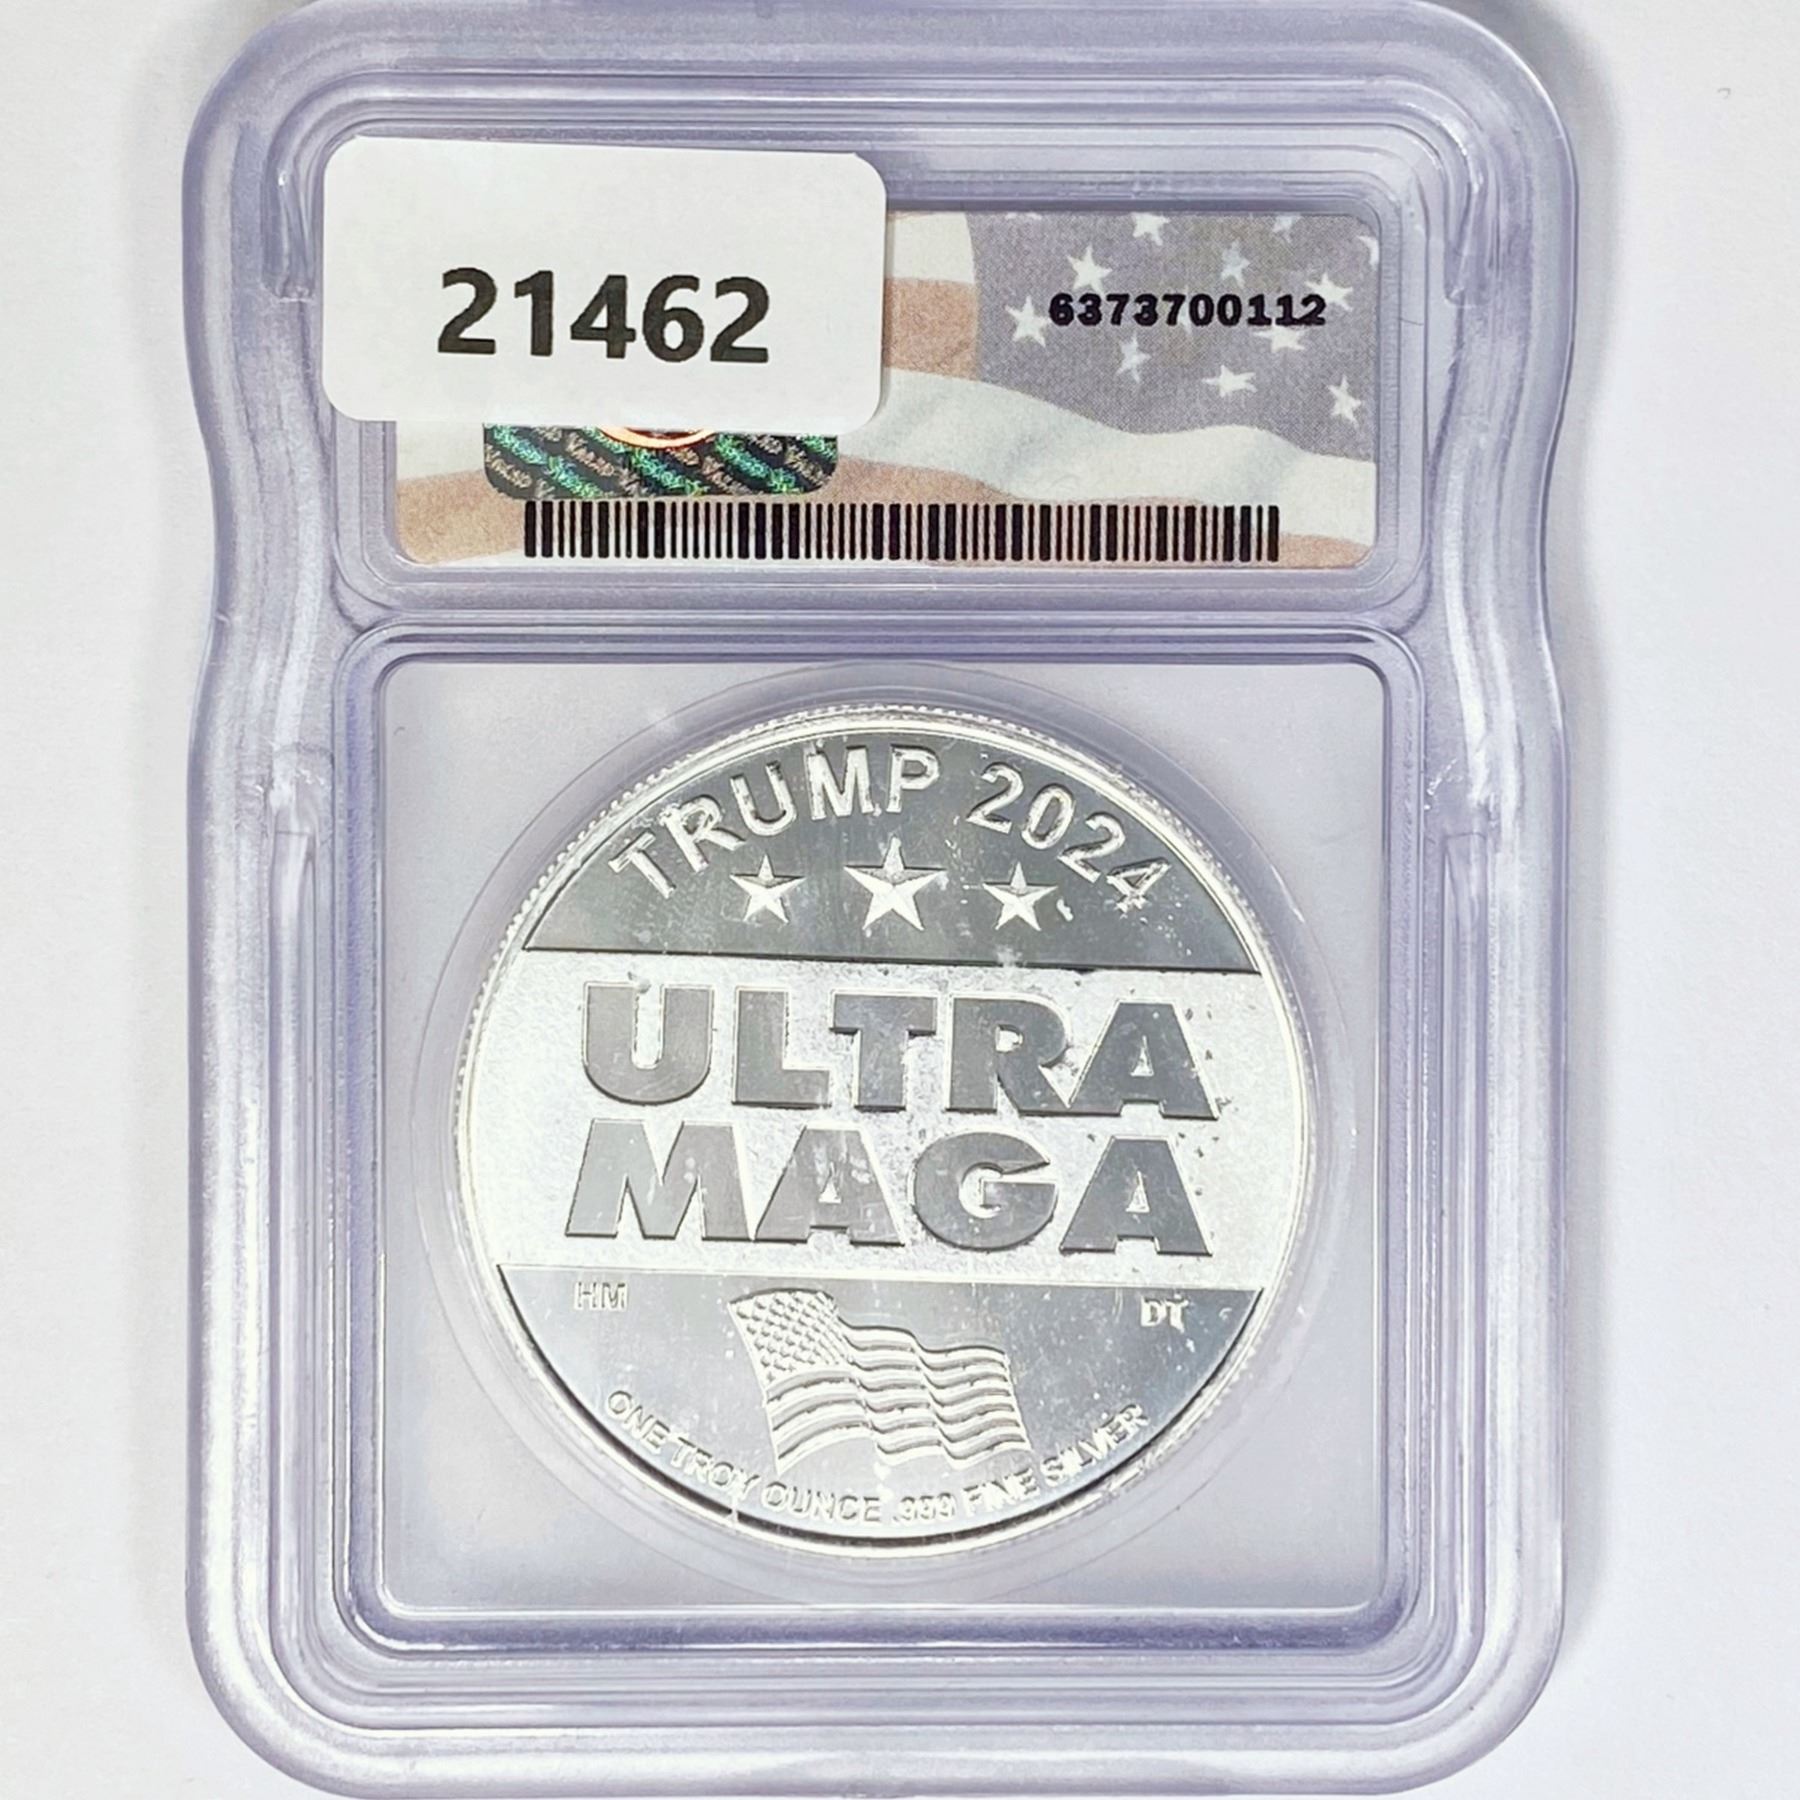 21462
6373700112
TRUMP 2024
ULTRA
MAGA
HM
DT
ONE TROY OUNCE .999 FINE SILVER